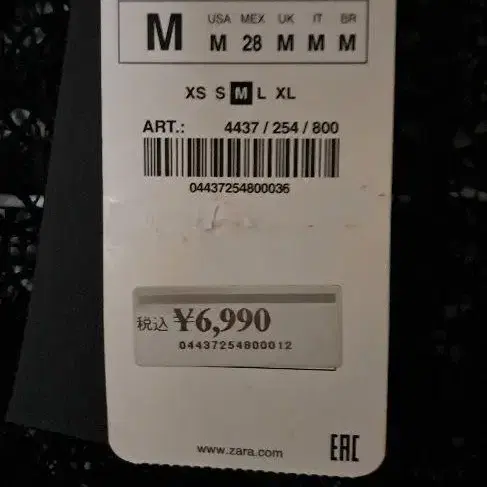 USA MEX UK IT BR
M M 28 M M M
XS S M L XL
ART.: 4437 / 254 / 800
04437254800036
税込 ¥6,990
04437254800012
www.zara.com
EAC